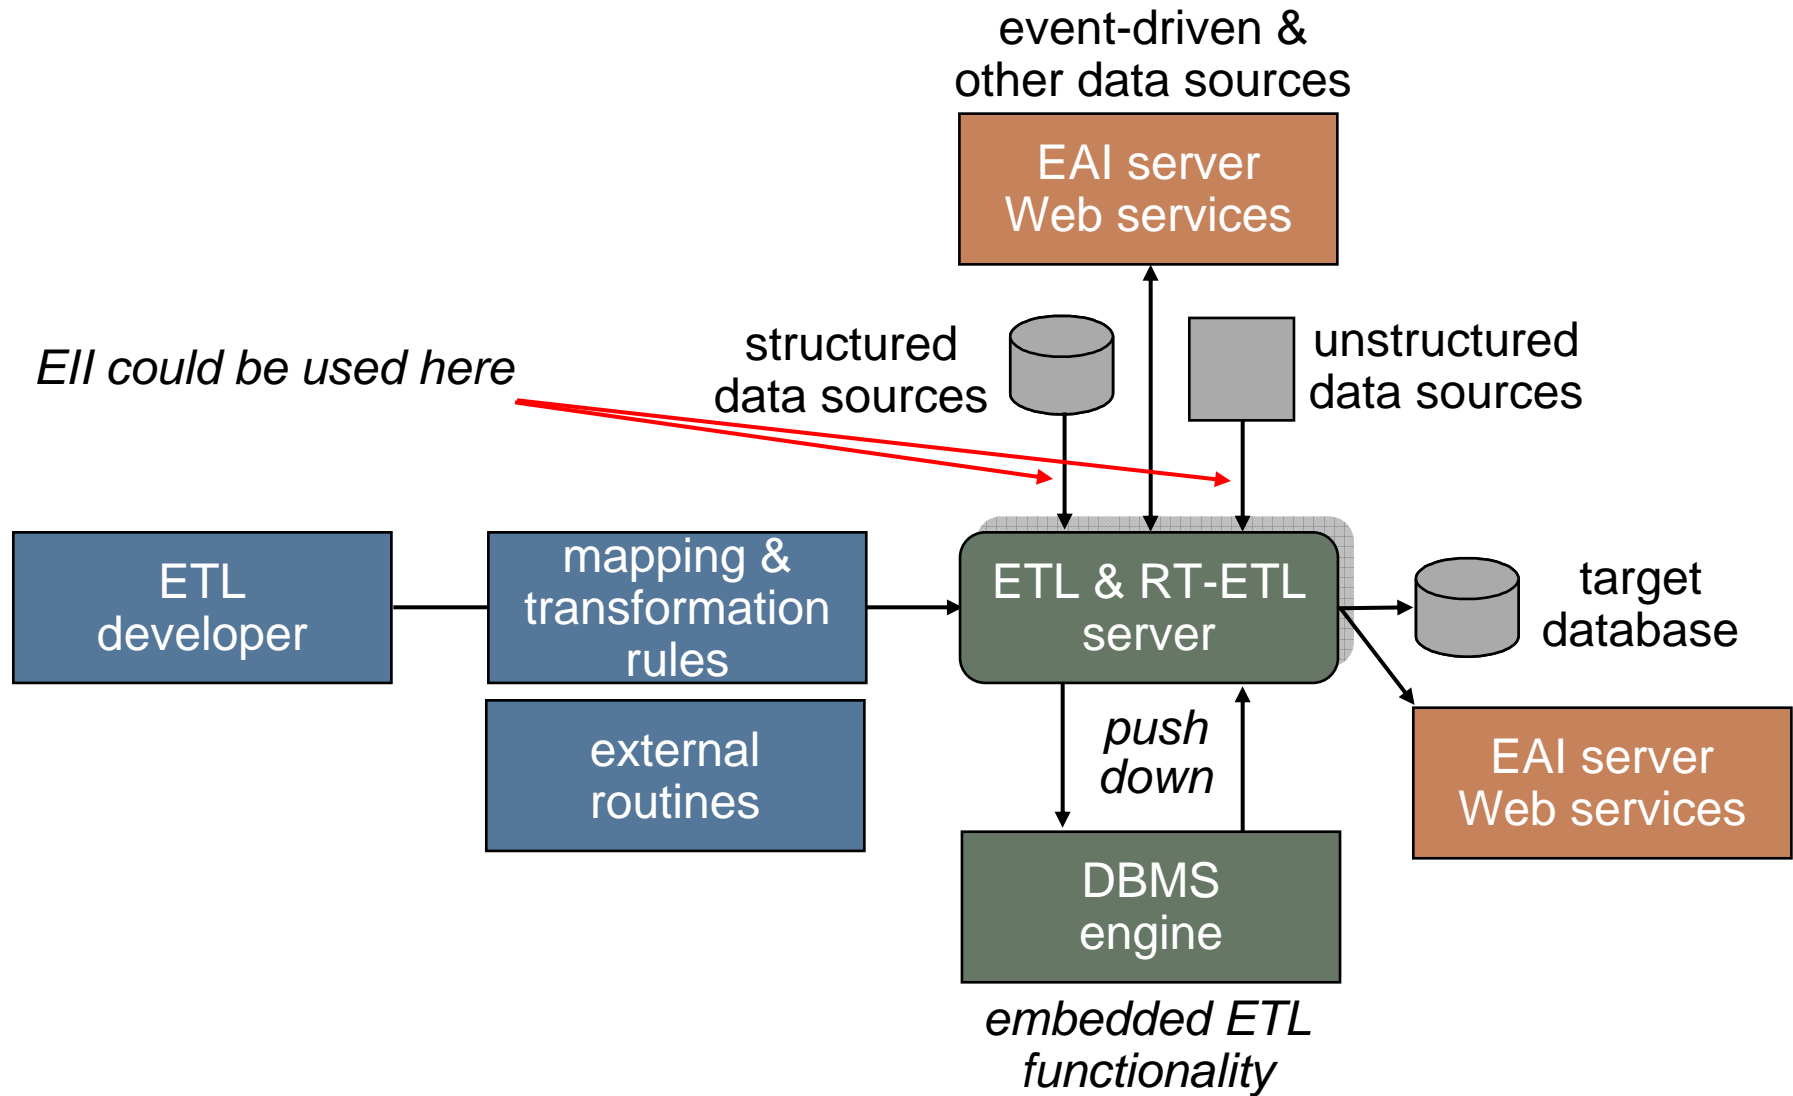 event-driven &
other data sources
EAI server
Web services
structured
data sources
unstructured
data sources
EII could be used here
ETL
developer
mapping &
transformation
rules
ETL & RT-ETL
server
target
database
external
routines
push
down
EAI server
Web services
DBMS
engine
embedded ETL
functionality